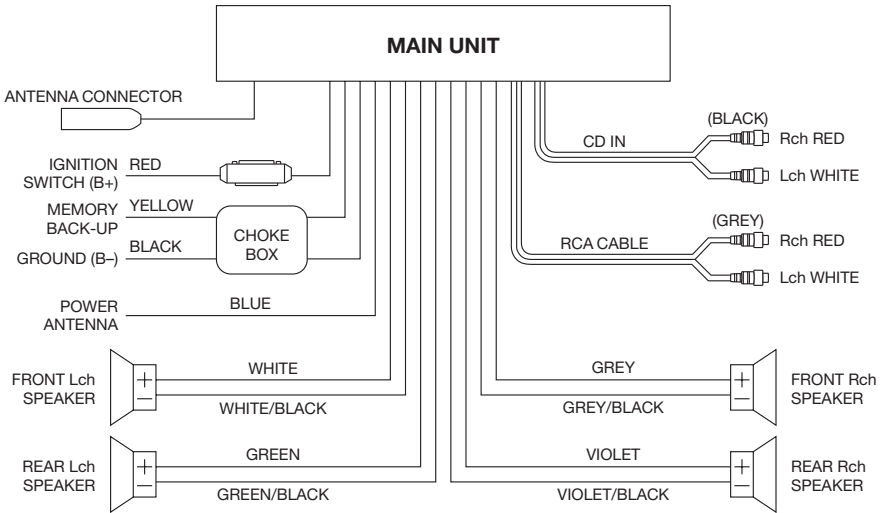 MAIN UNIT
ANTENNA CONNECTOR
IGNITION
SWITCH (B+)
RED
MEMORY
BACK-UP
YELLOW
GROUND (B–)
BLACK
CHOKE
BOX
POWER
ANTENNA
BLUE
FRONT Lch
SPEAKER
+
–
WHITE
WHITE/BLACK
REAR Lch
SPEAKER
+
–
GREEN
GREEN/BLACK
CD IN
(BLACK)
Rch RED
Lch WHITE
RCA CABLE
(GREY)
Rch RED
Lch WHITE
GREY
GREY/BLACK
+
–
FRONT Rch
SPEAKER
VIOLET
VIOLET/BLACK
+
–
REAR Rch
SPEAKER